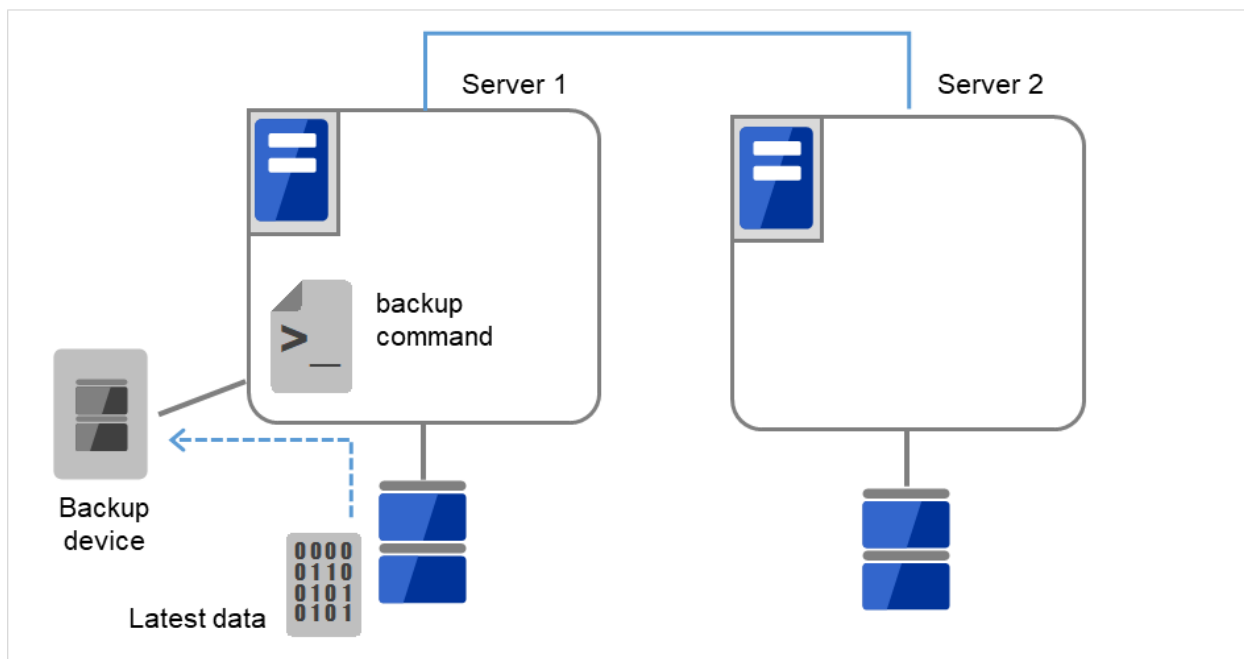 Server 1
Server 2
>_
backup
command
Backup
device
0000
0110
0101
0101
Latest data